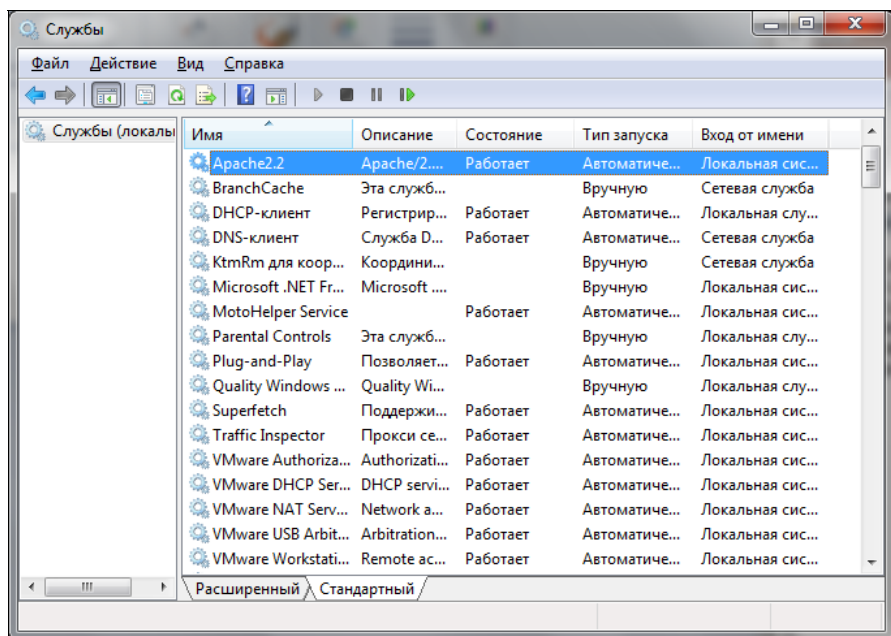 Службы
Файл Действие Вид Справка
Службы (локалы
Имя Описание Состояние Тип запуска Вход от имени
Apache2.2 Apache/2.... Работает Автоматиче... Локальная сис...
BranchCache Эта служб... Вручную Сетевая служба
DHCP-клиент Регистрир... Работает Автоматиче... Локальная слу...
DNS-клиент Служба D... Работает Автоматиче... Сетевая служба
KtmRm для коор... Координи... Вручную Сетевая служба
Microsoft .NET Fr... Microsoft .... Вручную Локальная сис...
MotoHelper Service Работает Автоматиче... Локальная сис...
Parental Controls Эта служб... Вручную Локальная слу...
Plug-and-Play Позволяет... Работает Автоматиче... Локальная сис...
Quality Windows ... Quality Wi... Вручную Локальная слу...
Superfetch Поддержи... Работает Автоматиче... Локальная сис...
Traffic Inspector Прокси се... Работает Автоматиче... Локальная сис...
VMware Authoriza... Authorizati... Работает Автоматиче... Локальная сис...
VMware DHCP Ser... DHCP servi... Работает Автоматиче... Локальная сис...
VMware NAT Serv... Network a... Работает Автоматиче... Локальная сис...
VMware USB Arbit... Arbitration... Работает Автоматиче... Локальная сис...
VMware Workstati... Remote ac... Работает Автоматиче... Локальная сис...
Расширенный Стандартный